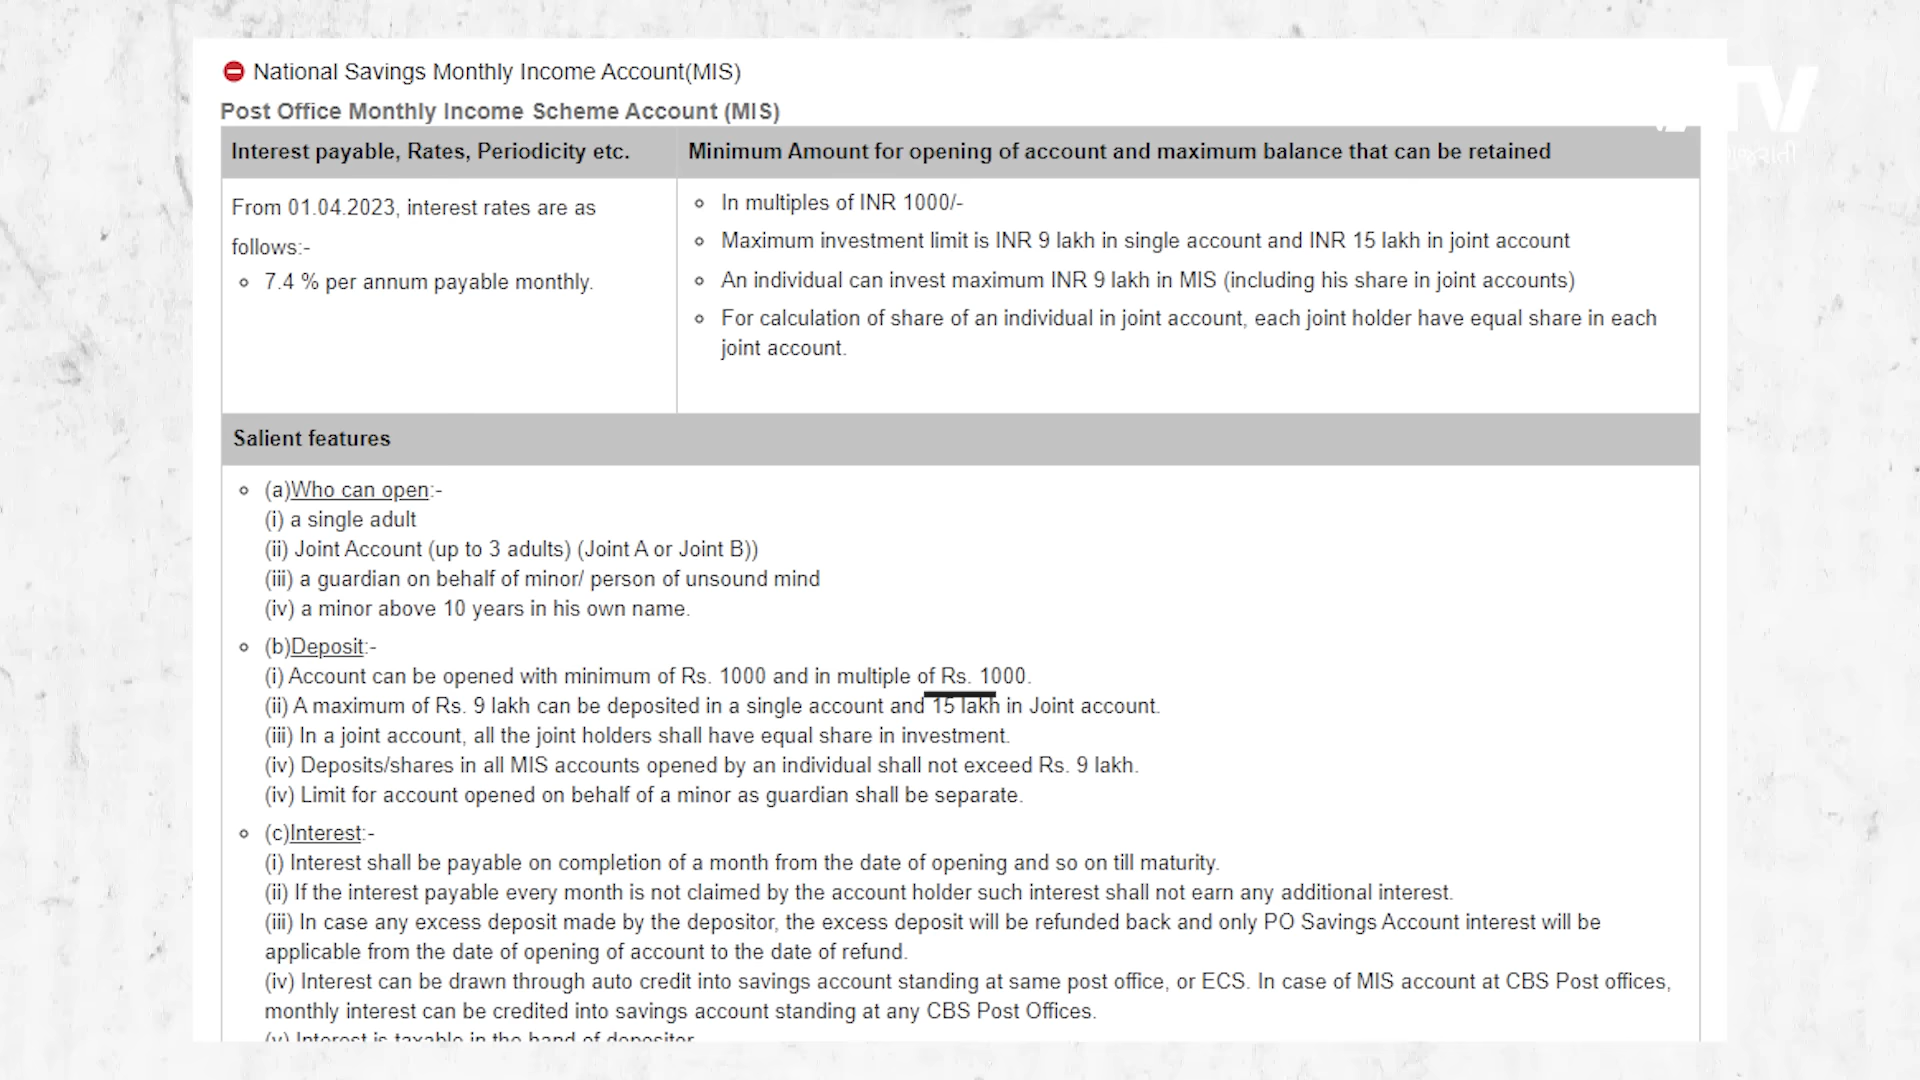 National Savings Monthly Income Account(MIS)
Post Office Monthly Income Scheme Account (MIS)
Interest payable, Rates, Periodicity etc.
Minimum Amount for opening of account and maximum balance that can be retained
From 01.04.2023, interest rates are as
follows:-
7.4 % per annum payable monthly.
In multiples of INR 1000/-
Maximum investment limit is INR 9 lakh in single account and INR 15 lakh in joint account
An individual can invest maximum INR 9 lakh in MIS (including his share in joint accounts)
For calculation of share of an individual in joint account, each joint holder have equal share in each
joint account.
Salient features
(a)Who can open:-
(i) a single adult
(ii) Joint Account (up to 3 adults) (Joint A or Joint B))
(iii) a guardian on behalf of minor/ person of unsound mind
(iv) a minor above 10 years in his own name.
(b)Deposit:-
(i) Account can be opened with minimum of Rs. 1000 and in multiple of Rs. 1000.
(ii) A maximum of Rs. 9 lakh can be deposited in a single account and 15 lakh in Joint account.
(iii) In a joint account, all the joint holders shall have equal share in investment.
(iv) Deposits/shares in all MIS accounts opened by an individual shall not exceed Rs. 9 lakh.
(iv) Limit for account opened on behalf of a minor as guardian shall be separate.
(c)Interest:-
(i) Interest shall be payable on completion of a month from the date of opening and so on till maturity.
(ii) If the interest payable every month is not claimed by the account holder such interest shall not earn any additional interest.
(iii) In case any excess deposit made by the depositor, the excess deposit will be refunded back and only PO Savings Account interest will be
applicable from the date of opening of account to the date of refund.
(iv) Interest can be drawn through auto credit into savings account standing at same post office, or ECS. In case of MIS account at CBS Post offices,
monthly interest can be credited into savings account standing at any CBS Post Offices.
(v) Interest is taxable in the hand of depositor.
TV